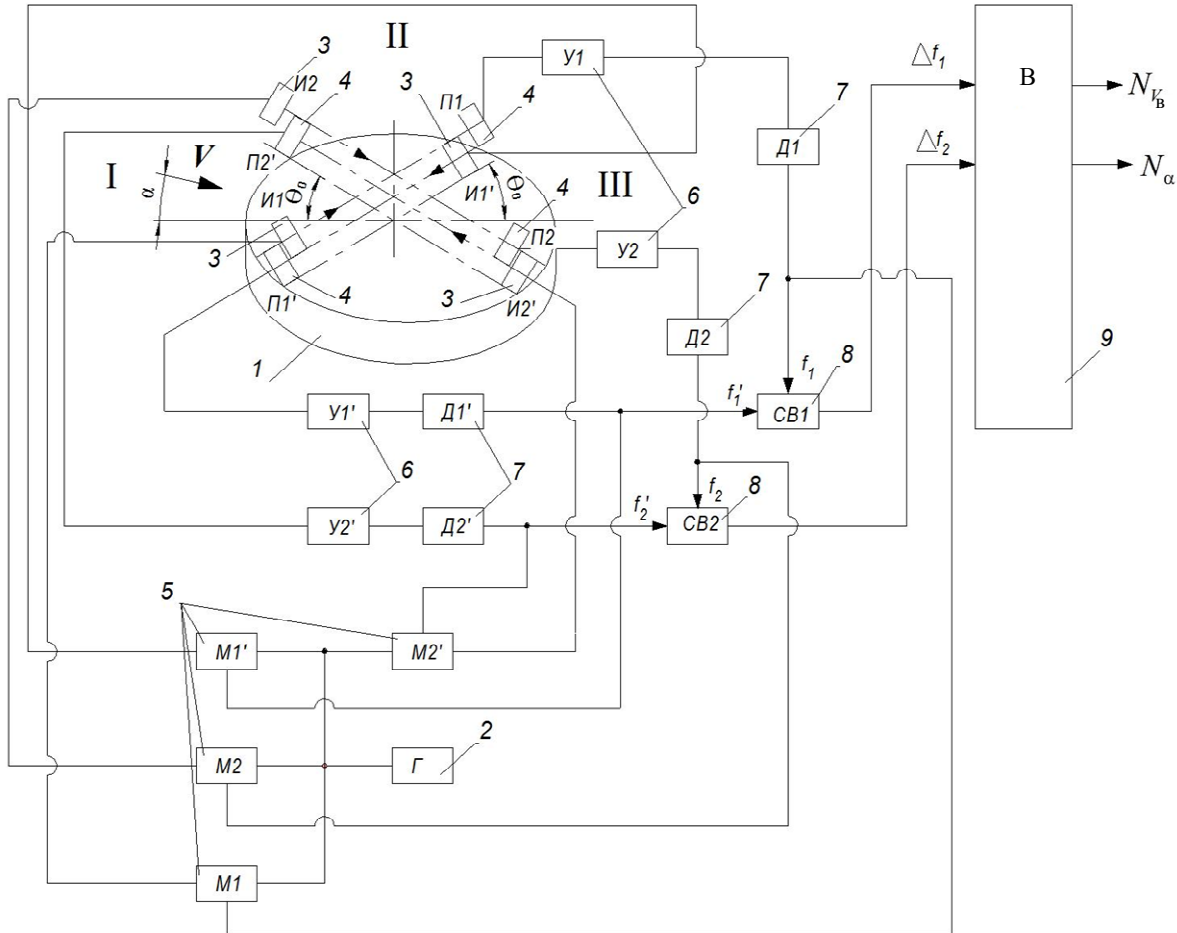 II
3
И2
4
3
П1
4
У1
6
7
Д1
Δf₁
Δf₂
В
N_{V_В}
N_α
9
I
V
α
П2'
И1
Θ₀
Θ₀
И1'
III
4
П2
У2
3
П1'
4
3
И2'
7
Д2
1
f₁
f₁'
СВ1
8
У1'
Д1'
6
7
У2'
Д2'
f₂
f₂'
СВ2
8
5
М1'
М2'
М2
Г
2
М1